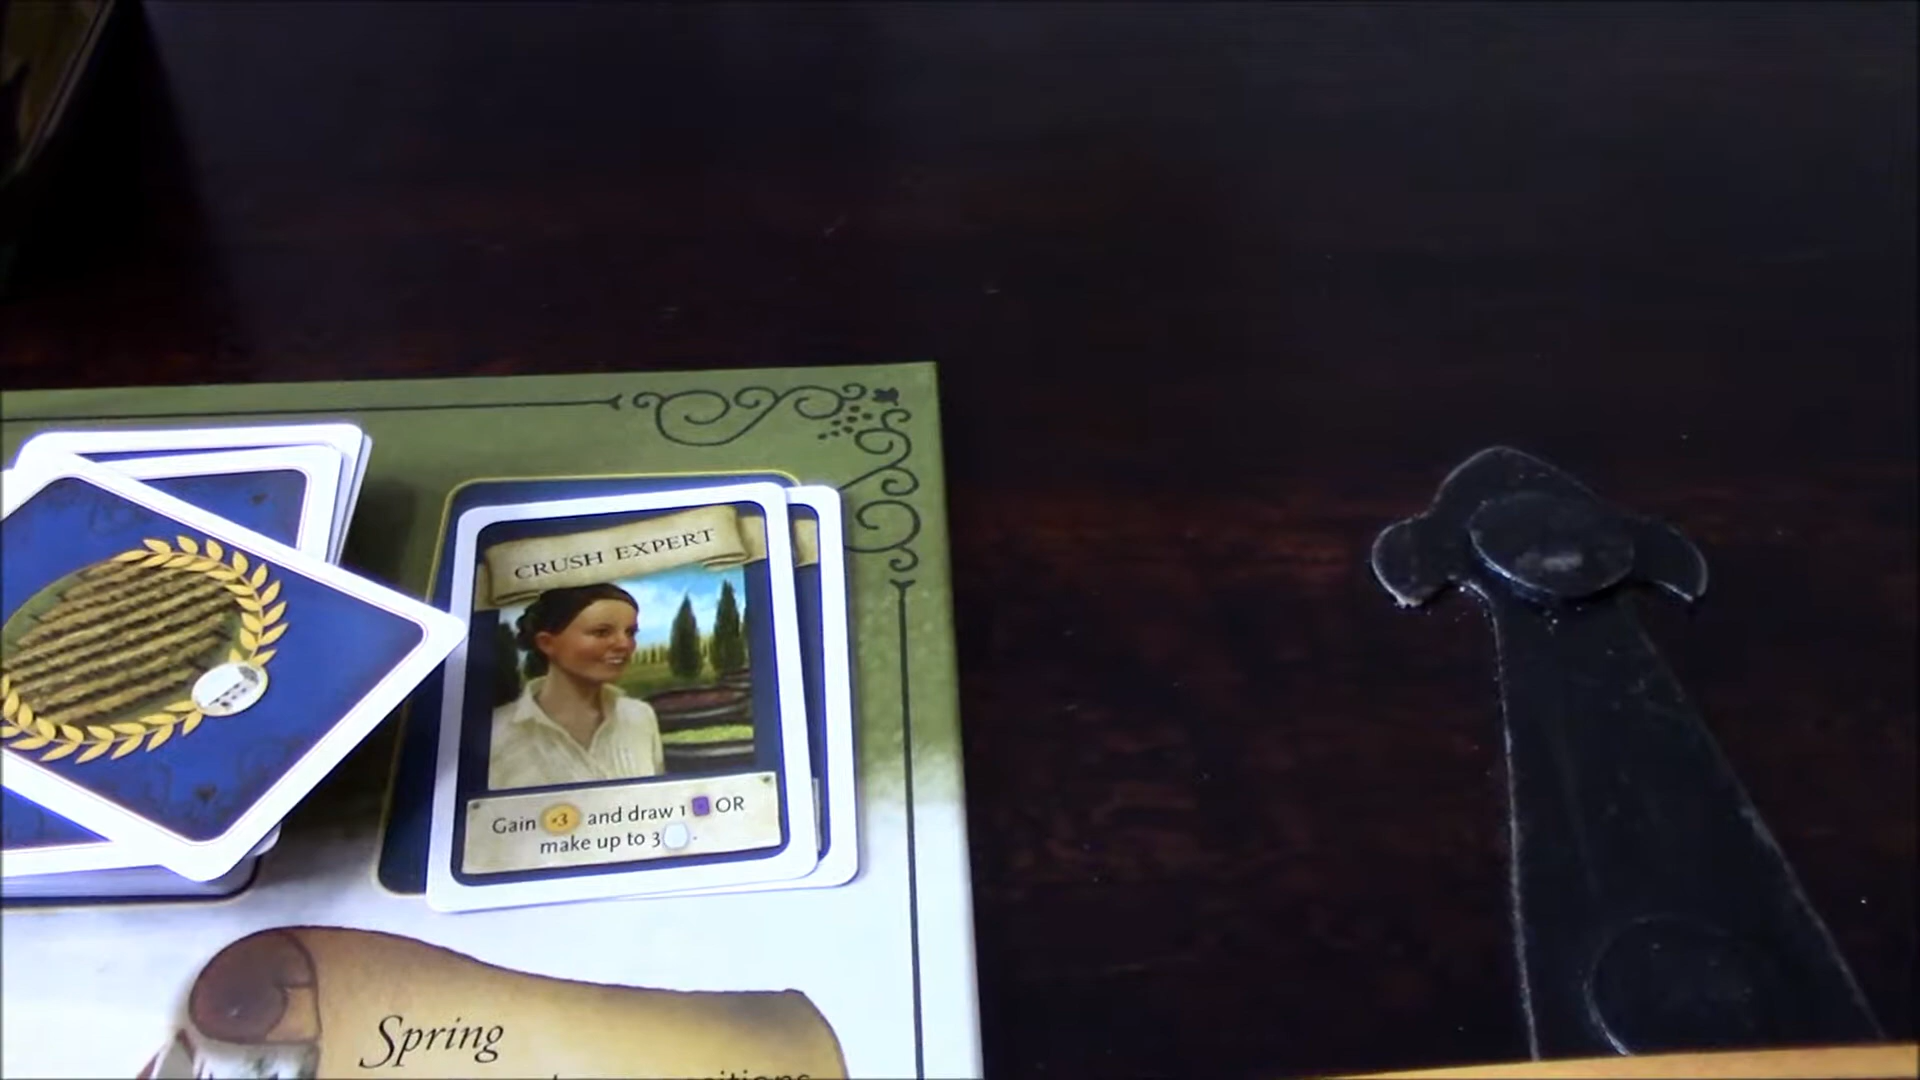 CRUSH EXPERT
Gain +3 and draw 1 OR
make up to 3 .
Spring